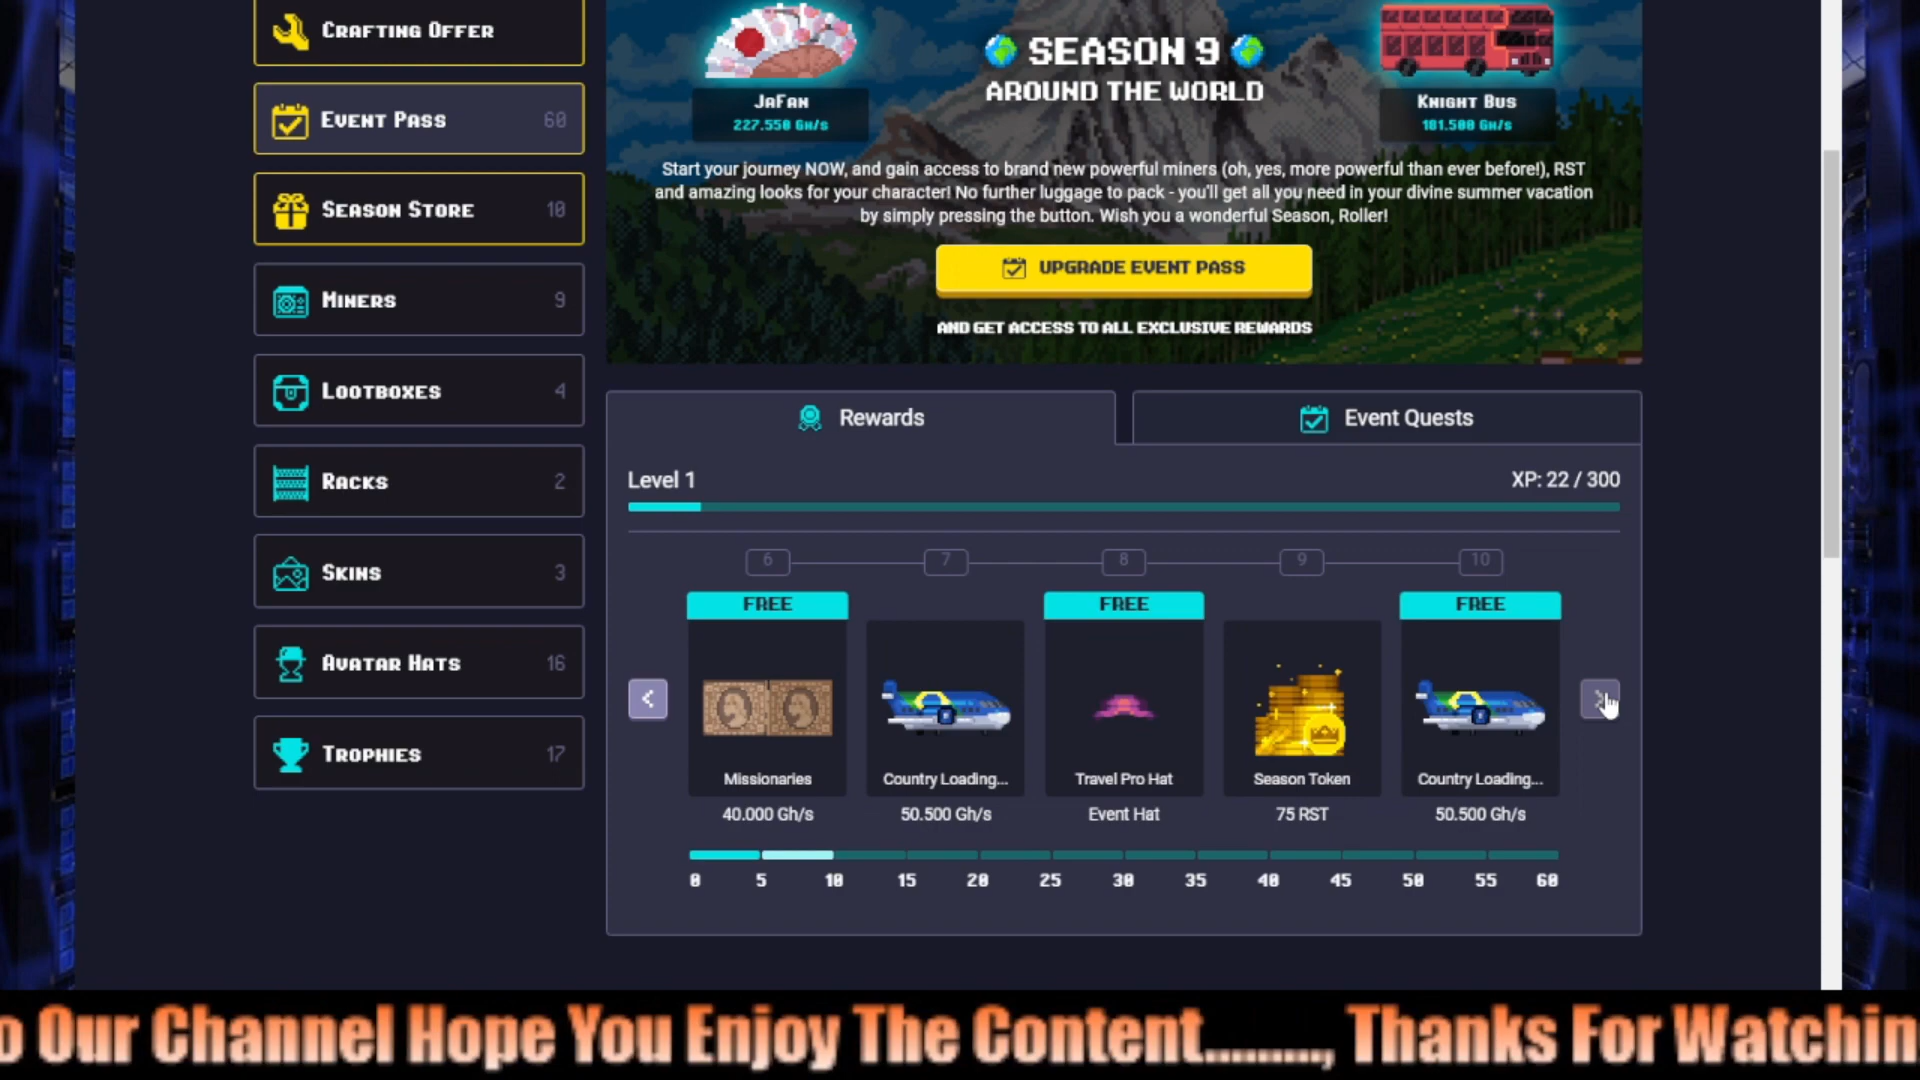 CRAFTING OFFER
EVENT PASS 60
SEASON STORE 10
MINERS 9
LOOTBOXES 4
RACKS 2
SKINS 3
AVATAR HATS 16
TROPHIES 17
JAFAN
227.550 GH/S
SEASON 9
AROUND THE WORLD
KNIGHT BUS
181.500 GH/S
Start your journey NOW, and gain access to brand new powerful miners (oh, yes, more powerful than ever before!), RST
and amazing looks for your character! No further luggage to pack - you'll get all you need in your divine summer vacation
by simply pressing the button. Wish you a wonderful Season, Roller!
UPGRADE EVENT PASS
AND GET ACCESS TO ALL EXCLUSIVE REWARDS
Rewards
Event Quests
Level 1
XP: 22 / 300
6 7 8 9 10
FREE FREE FREE
Missionaries Country Loading... Travel Pro Hat Season Token Country Loading...
40.000 Gh/s 50.500 Gh/s Event Hat 75 RST 50.500 Gh/s
0 5 10 15 20 25 30 35 40 45 50 55 60
o Our Channel Hope You Enjoy The Content........., Thanks For Watchin